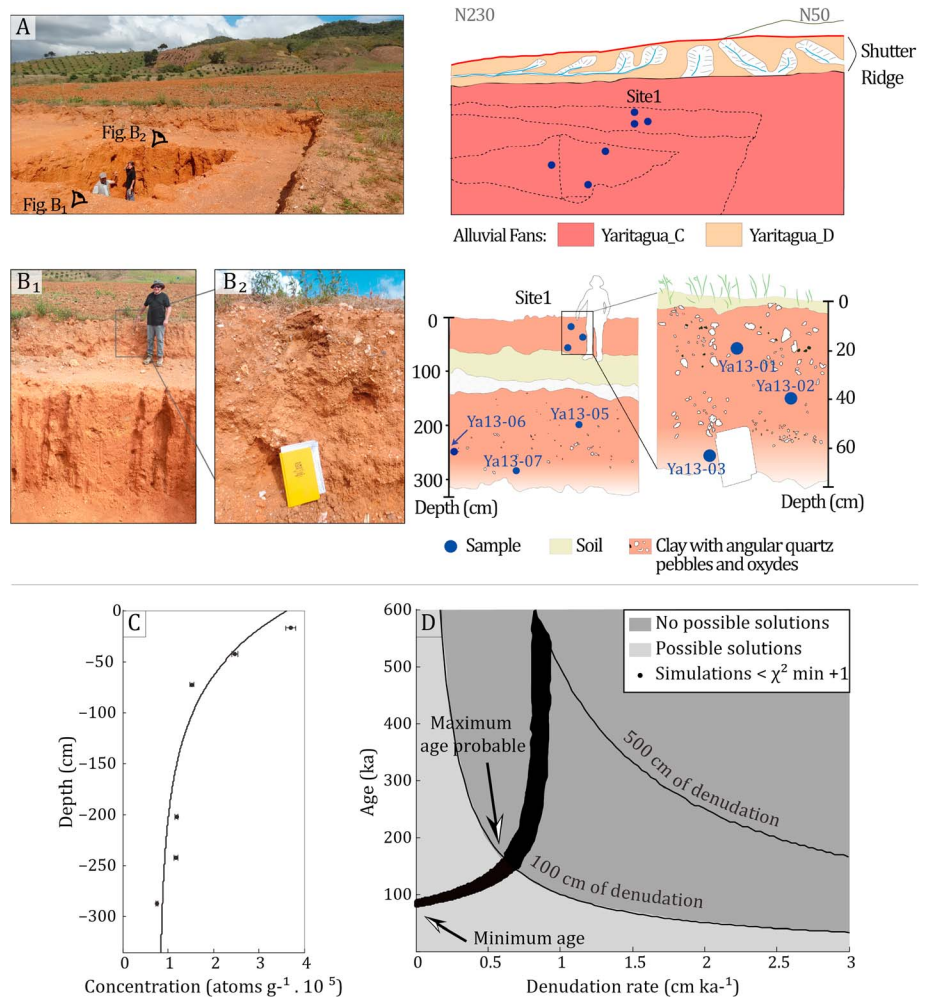 A
Fig. B2
Fig. B1
N230
N50
Shutter
Ridge
Site1
Alluvial Fans:
Yaritagua_C
Yaritagua_D
B1
B2
Site1
0
100
200
300
Depth (cm)
Ya13-06
Ya13-05
Ya13-07
Ya13-01
Ya13-02
Ya13-03
0
20
40
60
Depth (cm)
Sample
Soil
Clay with angular quartz
pebbles and oxydes
C
0
−50
−100
−150
−200
−250
−300
Depth (cm)
0
1
2
3
4
Concentration (atoms g-¹ . 10 ⁵)
D
600
500
400
300
200
100
Age (ka)
No possible solutions
Possible solutions
Simulations < χ² min +1
Maximum
age probable
500 cm of denudation
100 cm of denudation
Minimum age
0
0.5
1
1.5
2
2.5
3
Denudation rate (cm ka-¹)